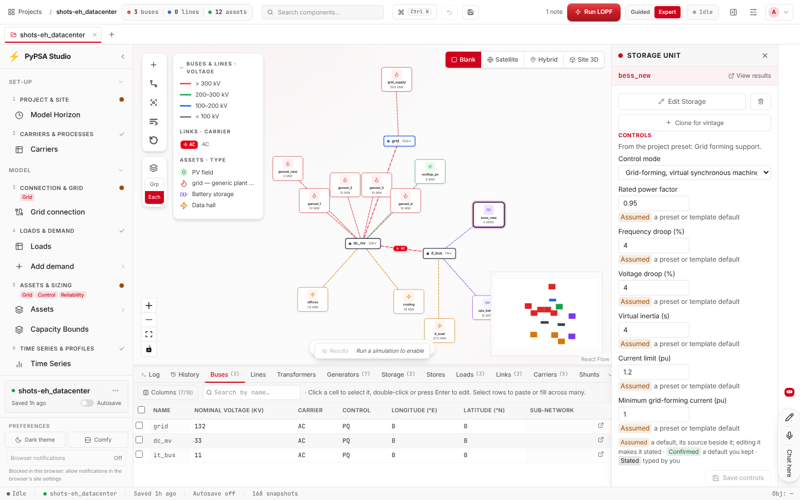 Projects / shots-eh_datacenter
3 buses 0 lines 12 assets
Search components...
Ctrl K
1 note
Run LOPF
Guided
Expert
Idle
A
shots-eh_datacenter
PyPSA Studio
SET-UP
1 PROJECT & SITE
Model Horizon
2 CARRIERS & PROCESSES
Carriers
MODEL
3 CONNECTION & GRID
Grid
Grid connection
4 LOADS & DEMAND
Loads
Add demand
5 ASSETS & SIZING
Grid Control Reliability
Assets
Capacity Bounds
6 TIME SERIES & PROFILES
Time Series
shots-eh_datacenter
Saved 1h ago
Autosave
PREFERENCES
Dark theme
Comfy
Browser notifications Off
Blocked in this browser: allow notifications in the browser's site settings
Grp
Each
BUSES & LINES · VOLTAGE
> 300 kV
200–300 kV
100–200 kV
< 100 kV
LINKS · CARRIER
AC AC
ASSETS · TYPE
PV field
grid — generic plant ...
Battery storage
Data hall
Blank
Satellite
Hybrid
Site 3D
grid_supply
grid
rooftop_pv
genset_new
bess_new
dc_mv
AC
it_bus
offices
cooling
it_load
Results Run a simulation to enable
React Flow
Log
History
Buses (3)
Lines
Transformers
Generators (7)
Storage Units (2)
Stores
Loads (3)
Links (2)
Carriers (5)
Shunts
Columns (7/18)
Search by name...
· Click a cell to select it, double-click or press Enter to edit. Select rows to paste or fill across many.
NAME NOMINAL VOLTAGE (KV) CARRIER CONTROL LONGITUDE (°E) LATITUDE (°N) SUB-NETWORK
grid 132 AC PQ 0 0
dc_mv 33 AC PQ 0 0
it_bus 11 AC PQ 0 0
STORAGE UNIT
bess_new
View results
Edit Storage
Clone for vintage
CONTROLS
From the project preset: Grid forming support.
Control mode
Grid-forming, virtual synchronous machine
Rated power factor
0.95
Assumed a preset or template default
Frequency droop (%)
4
Assumed a preset or template default
Voltage droop (%)
4
Assumed a preset or template default
Virtual inertia (s)
4
Assumed a preset or template default
Current limit (pu)
1.2
Assumed a preset or template default
Minimum grid-forming current (pu)
1
Assumed a preset or template default
Assumed a default, its source beside it; editing it makes it stated · Confirmed a default you kept · Stated typed by you
Save controls
Chat here
Idle
shots-eh_datacenter
Saved 1h ago
Autosave off
168 snapshots
Obj: —